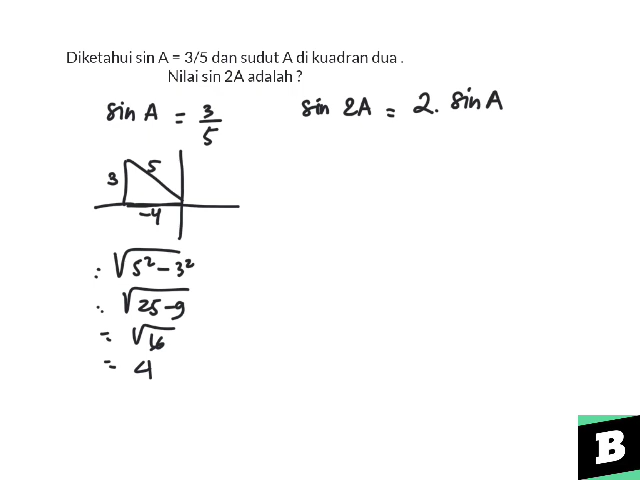 Diketahui sin A = 3/5 dan sudut A di kuadran dua .
Nilai sin 2A adalah ?
sin A = 3/5
sin 2A = 2. sin A
3
5
-4
: √5² - 3²
: √25 - 9
= √16
= 4
B